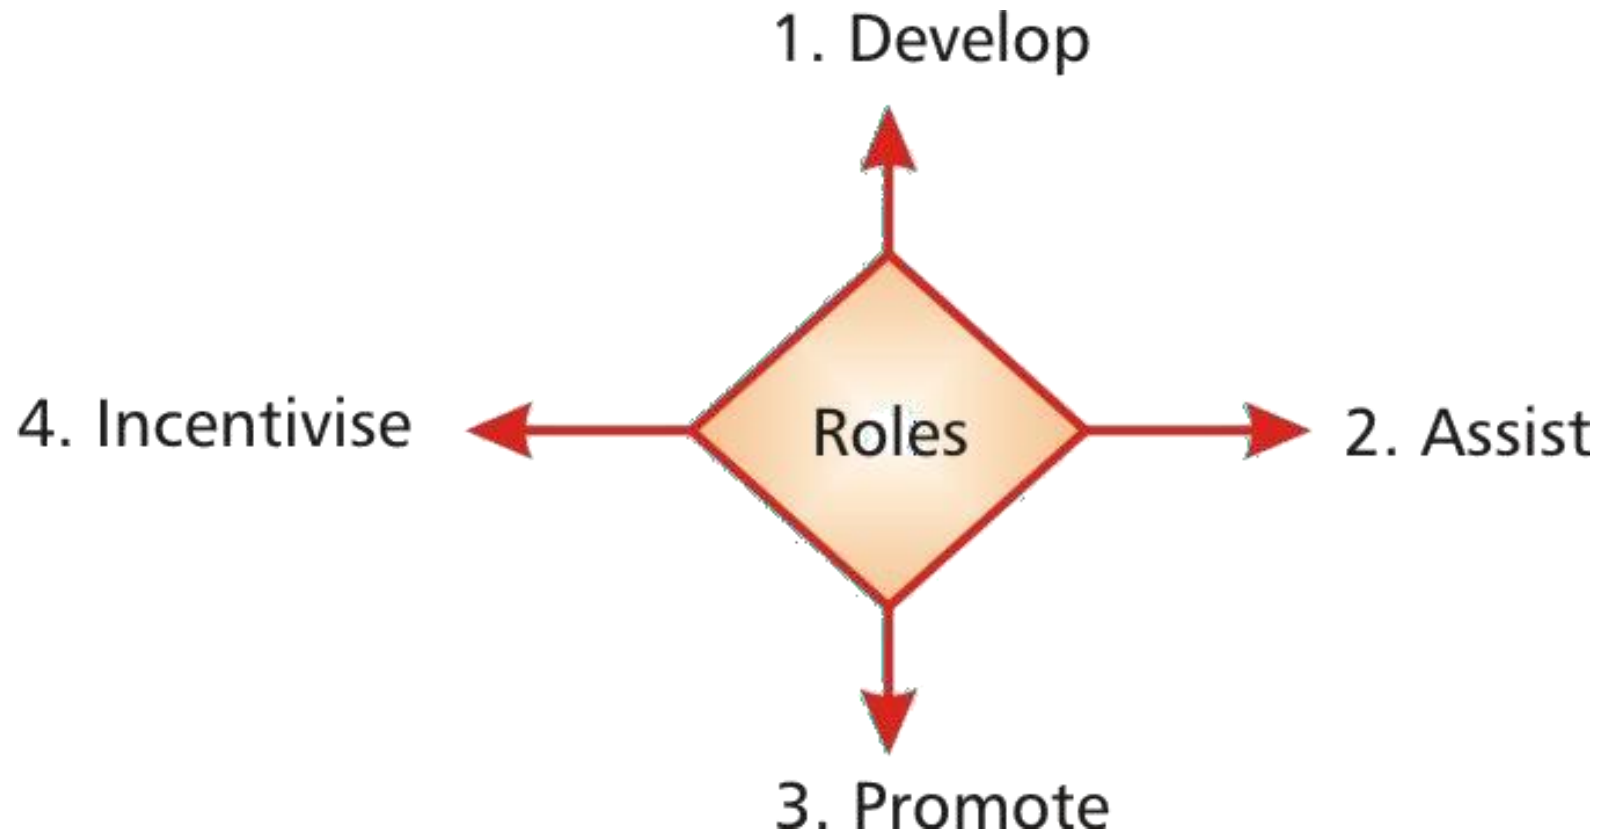 1. Develop
4. Incentivise
Roles
2. Assist
3. Promote